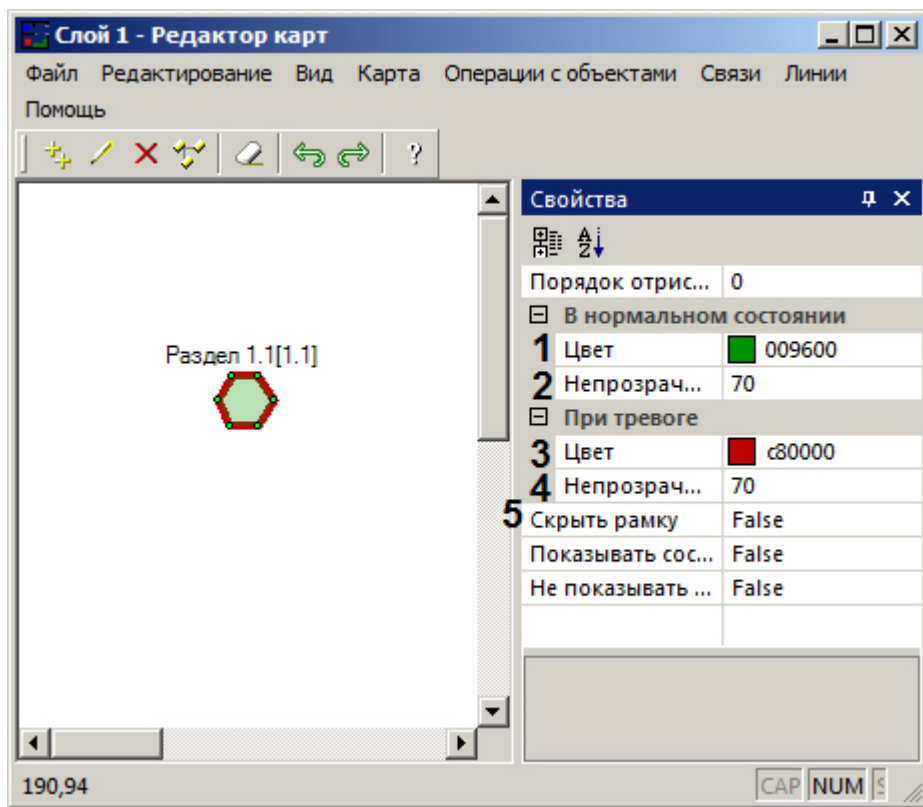 Слой 1 - Редактор карт
Файл Редактирование Вид Карта Операции с объектами Связи Линии
Помощь
?
Свойства
Порядок отрис... 0
В нормальном состоянии
1 Цвет 009600
2 Непрозрач... 70
При тревоге
3 Цвет c80000
4 Непрозрач... 70
5 Скрыть рамку False
Показывать сос... False
Не показывать ... False
Раздел 1.1[1.1]
190,94
CAP NUM S